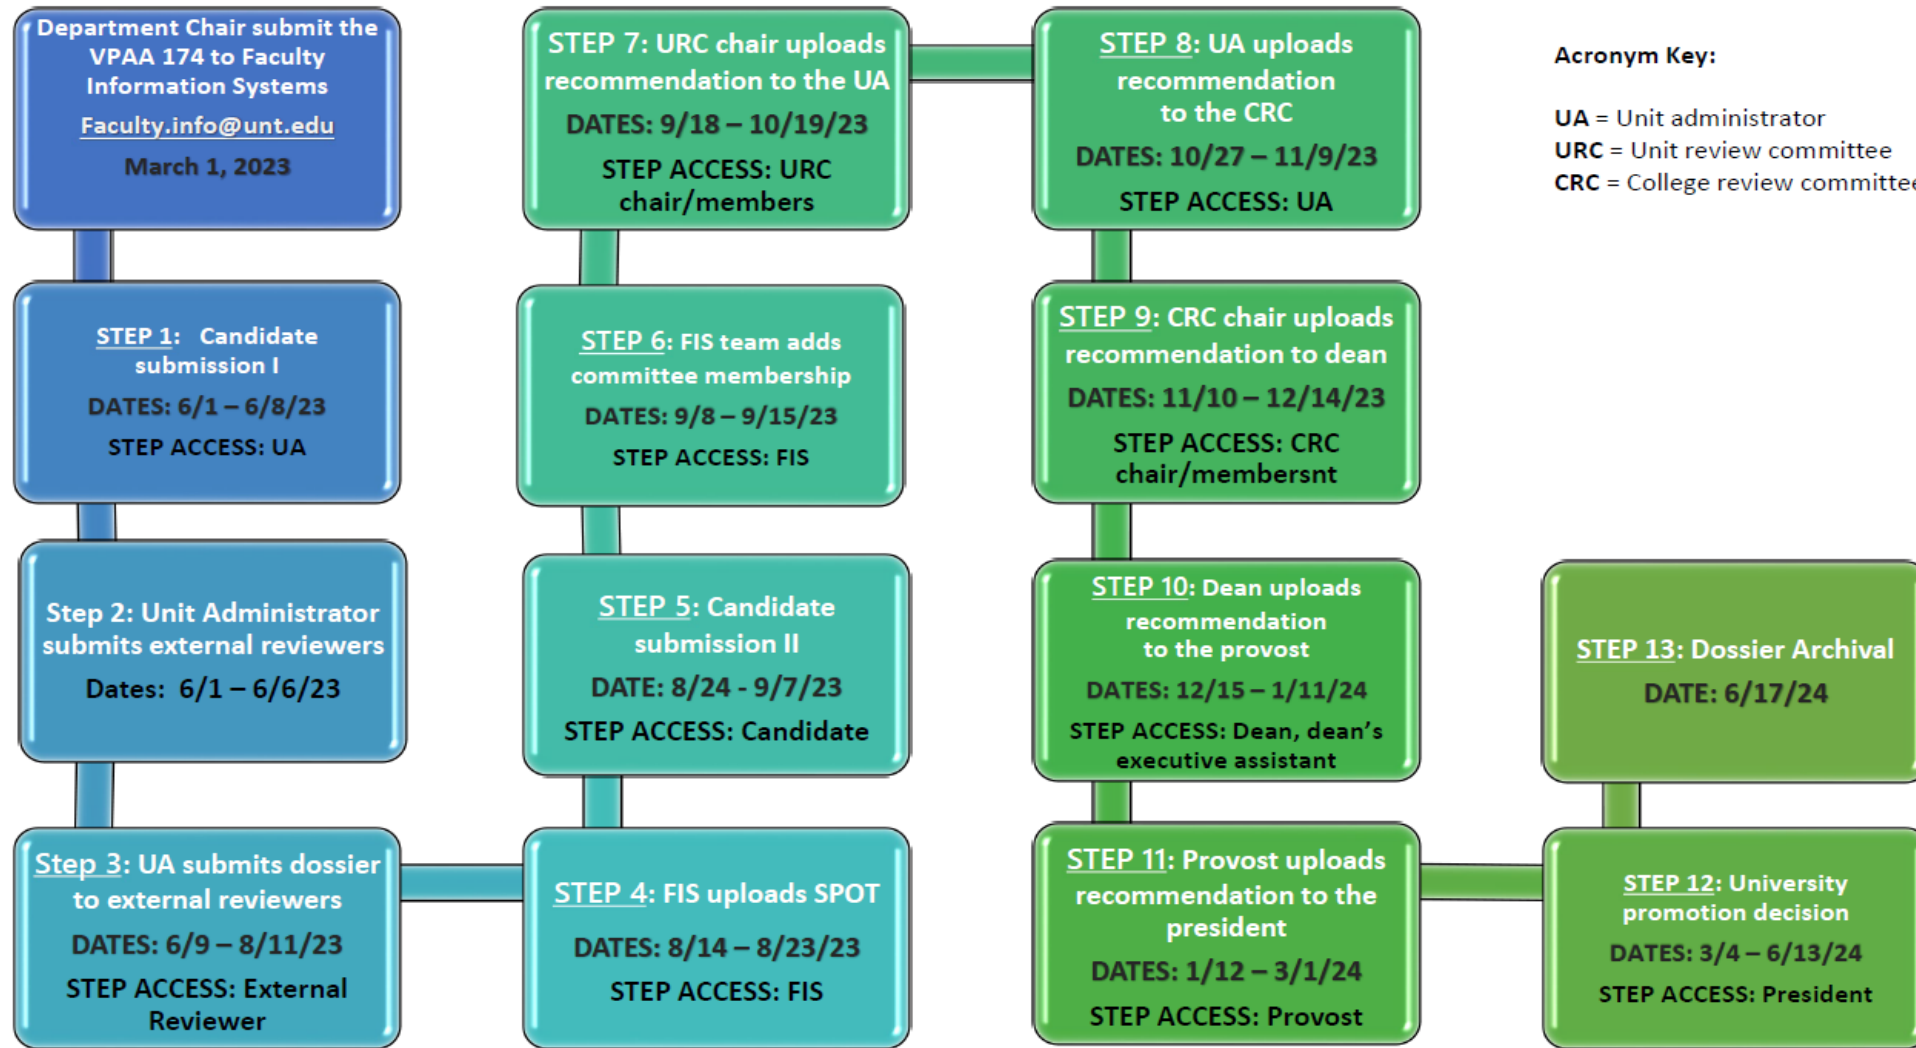 Department Chair submit the
VPAA 174 to Faculty
Information Systems
Faculty.info@unt.edu
March 1, 2023
STEP 1: Candidate
submission I
DATES: 6/1 – 6/8/23
STEP ACCESS: UA
Step 2: Unit Administrator
submits external reviewers
Dates: 6/1 – 6/6/23
Step 3: UA submits dossier
to external reviewers
DATES: 6/9 – 8/11/23
STEP ACCESS: External
Reviewer
STEP 4: FIS uploads SPOT
DATES: 8/14 – 8/23/23
STEP ACCESS: FIS
STEP 5: Candidate
submission II
DATE: 8/24 - 9/7/23
STEP ACCESS: Candidate
STEP 6: FIS team adds
committee membership
DATES: 9/8 – 9/15/23
STEP ACCESS: FIS
STEP 7: URC chair uploads
recommendation to the UA
DATES: 9/18 – 10/19/23
STEP ACCESS: URC
chair/members
STEP 8: UA uploads
recommendation
to the CRC
DATES: 10/27 – 11/9/23
STEP ACCESS: UA
STEP 9: CRC chair uploads
recommendation to dean
DATES: 11/10 – 12/14/23
STEP ACCESS: CRC
chair/membersnt
STEP 10: Dean uploads
recommendation
to the provost
DATES: 12/15 – 1/11/24
STEP ACCESS: Dean, dean's
executive assistant
STEP 11: Provost uploads
recommendation to the
president
DATES: 1/12 – 3/1/24
STEP ACCESS: Provost
STEP 12: University
promotion decision
DATES: 3/4 – 6/13/24
STEP ACCESS: President
STEP 13: Dossier Archival
DATE: 6/17/24
Acronym Key:
UA = Unit administrator
URC = Unit review committee
CRC = College review committee